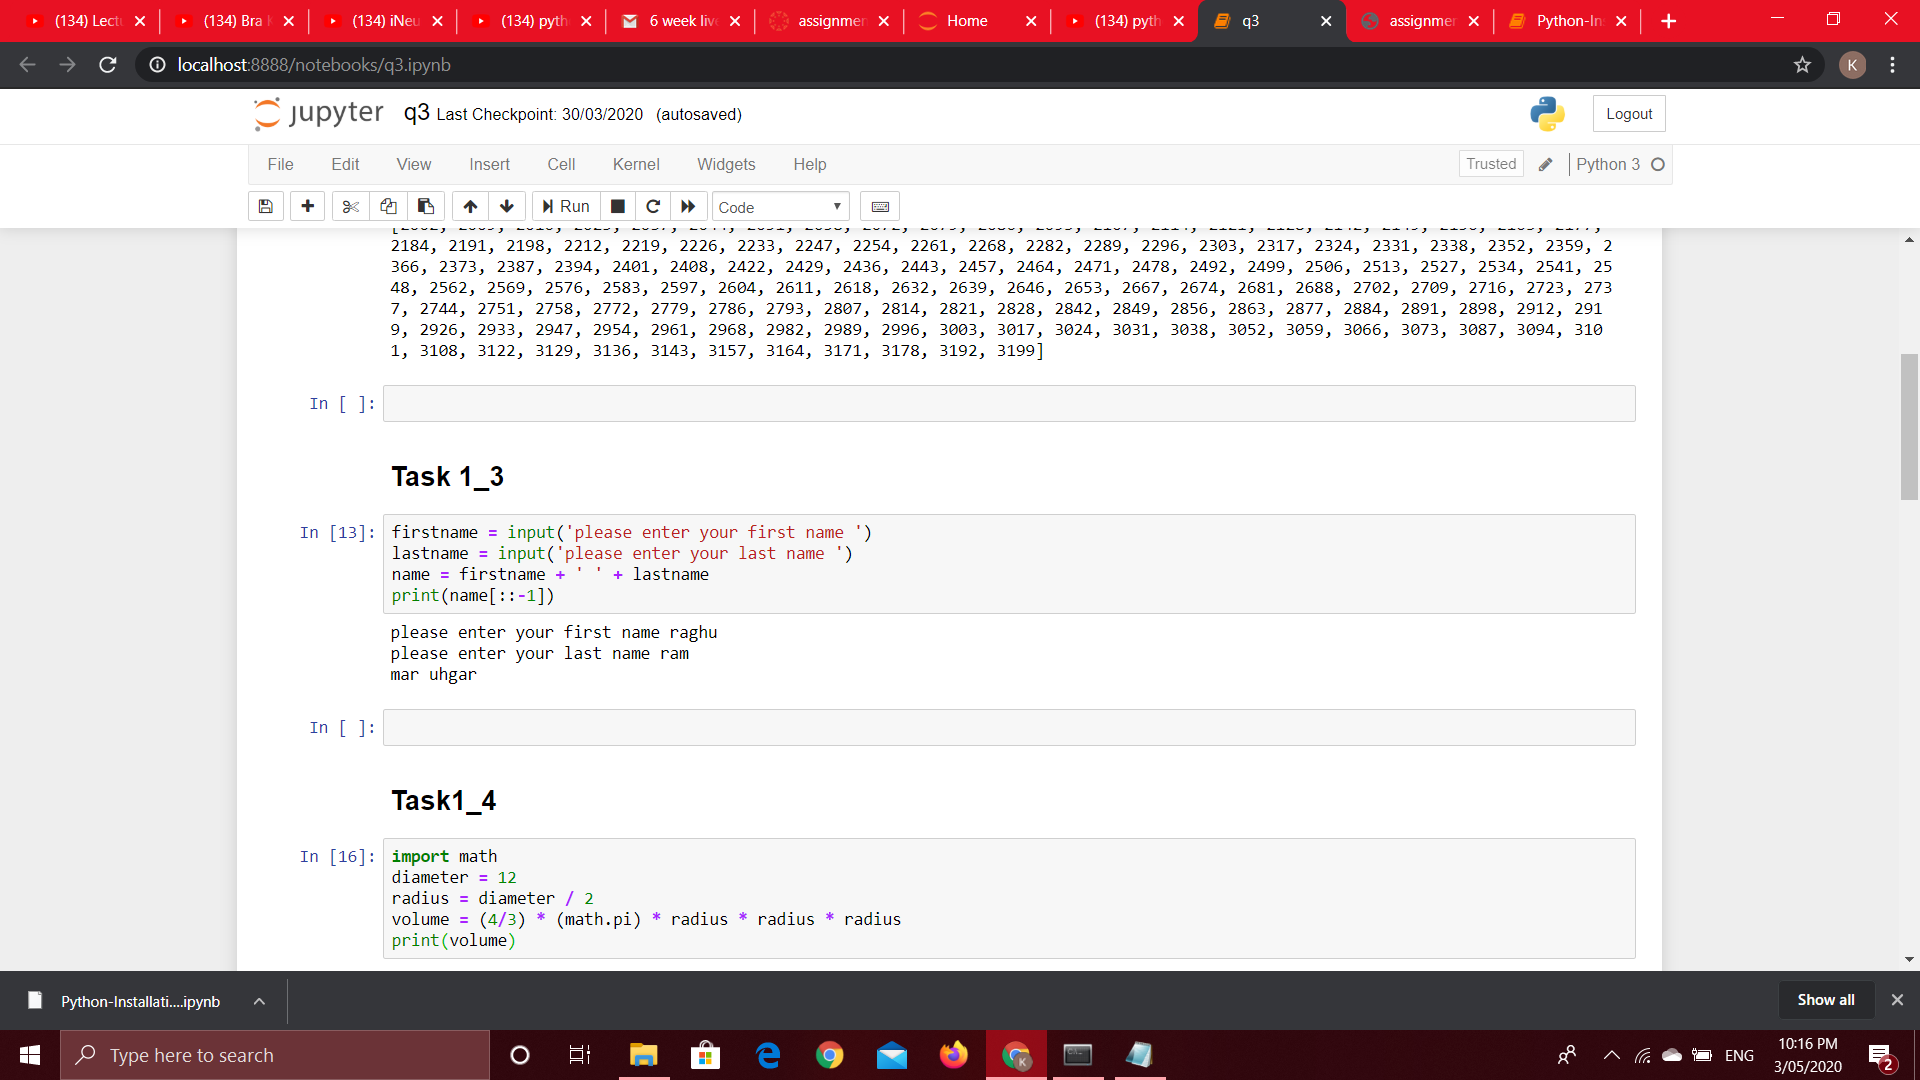 (134) Lectu
(134) Bra
(134) iNeu
(134) pyth
6 week live
assignmen
Home
(134) pyth
q3
assignmen
Python-In
localhost:8888/notebooks/q3.ipynb
K
jupyter q3 Last Checkpoint: 30/03/2020 (autosaved)
Logout
File Edit View Insert Cell Kernel Widgets Help
Trusted Python 3
Run Code
2184, 2191, 2198, 2212, 2219, 2226, 2233, 2247, 2254, 2261, 2268, 2282, 2289, 2296, 2303, 2317, 2324, 2331, 2338, 2352, 2359, 2
366, 2373, 2387, 2394, 2401, 2408, 2422, 2429, 2436, 2443, 2457, 2464, 2471, 2478, 2492, 2499, 2506, 2513, 2527, 2534, 2541, 25
48, 2562, 2569, 2576, 2583, 2597, 2604, 2611, 2618, 2632, 2639, 2646, 2653, 2667, 2674, 2681, 2688, 2702, 2709, 2716, 2723, 273
7, 2744, 2751, 2758, 2772, 2779, 2786, 2793, 2807, 2814, 2821, 2828, 2842, 2849, 2856, 2863, 2877, 2884, 2891, 2898, 2912, 291
9, 2926, 2933, 2947, 2954, 2961, 2968, 2982, 2989, 2996, 3003, 3017, 3024, 3031, 3038, 3052, 3059, 3066, 3073, 3087, 3094, 310
1, 3108, 3122, 3129, 3136, 3143, 3157, 3164, 3171, 3178, 3192, 3199]
In [ ]:
Task 1_3
In [13]: firstname = input('please enter your first name ')
lastname = input('please enter your last name ')
name = firstname + ' ' + lastname
print(name[::-1])
please enter your first name raghu
please enter your last name ram
mar uhgar
In [ ]:
Task1_4
In [16]: import math
diameter = 12
radius = diameter / 2
volume = (4/3) * (math.pi) * radius * radius * radius
print(volume)
Python-Installati....ipynb
Show all
Type here to search
ENG
10:16 PM
3/05/2020
2